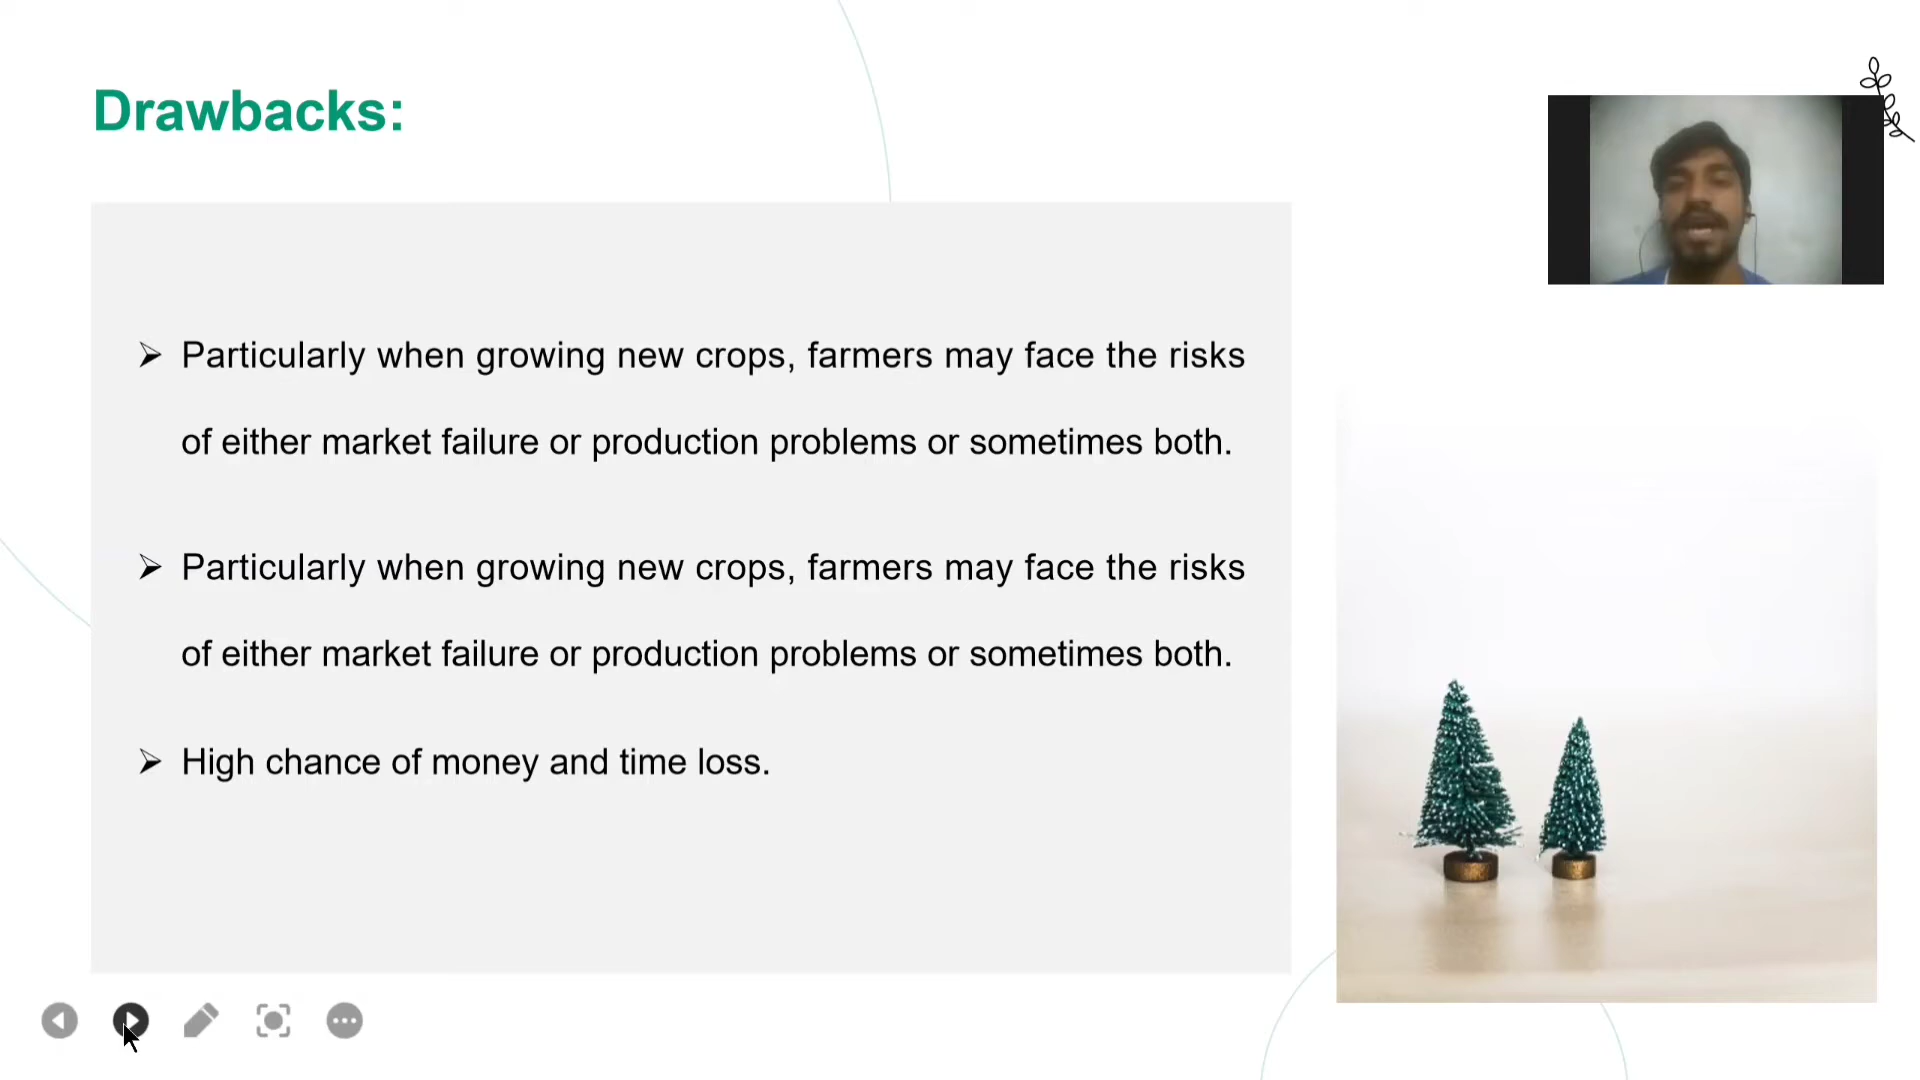 Drawbacks:
➢ Particularly when growing new crops, farmers may face the risks
of either market failure or production problems or sometimes both.
➢ Particularly when growing new crops, farmers may face the risks
of either market failure or production problems or sometimes both.
➢ High chance of money and time loss.